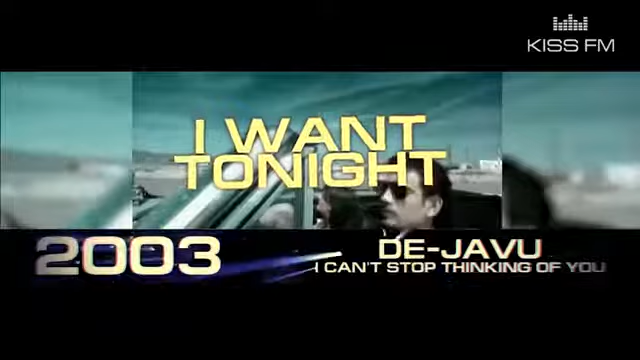 KISS FM
I WANT
TONIGHT
2003
DE-JAVU
I CAN'T STOP THINKING OF YOU